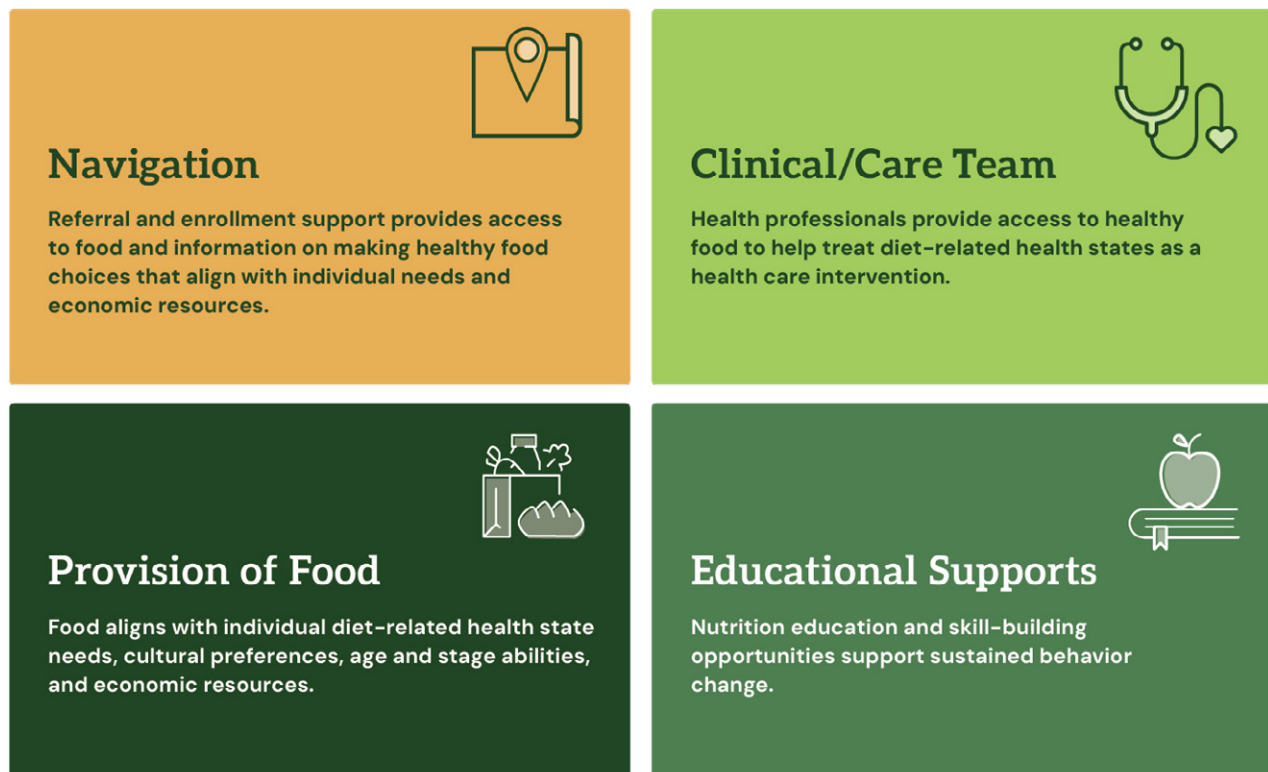 Navigation
Referral and enrollment support provides access
to food and information on making healthy food
choices that align with individual needs and
economic resources.
Clinical/Care Team
Health professionals provide access to healthy
food to help treat diet-related health states as a
health care intervention.
Provision of Food
Food aligns with individual diet-related health state
needs, cultural preferences, age and stage abilities,
and economic resources.
Educational Supports
Nutrition education and skill-building
opportunities support sustained behavior
change.